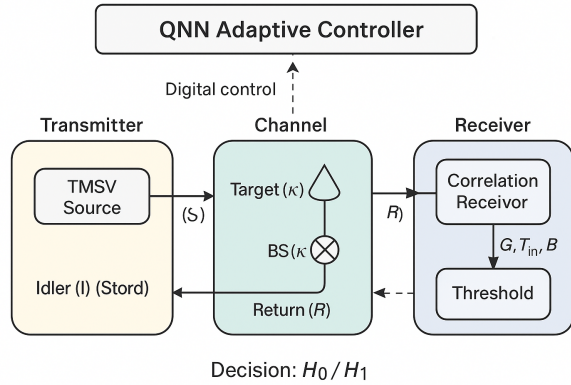 QNN Adaptive Controller
Digital control
Transmitter
Channel
Receiver
TMSV
Source
(S)
Target (κ)
R)
Correlation
Receivor
G, Tin, B
BS(κ
Idler (I) (Stord)
Threshold
Return (R)
Decision: H0 / H1